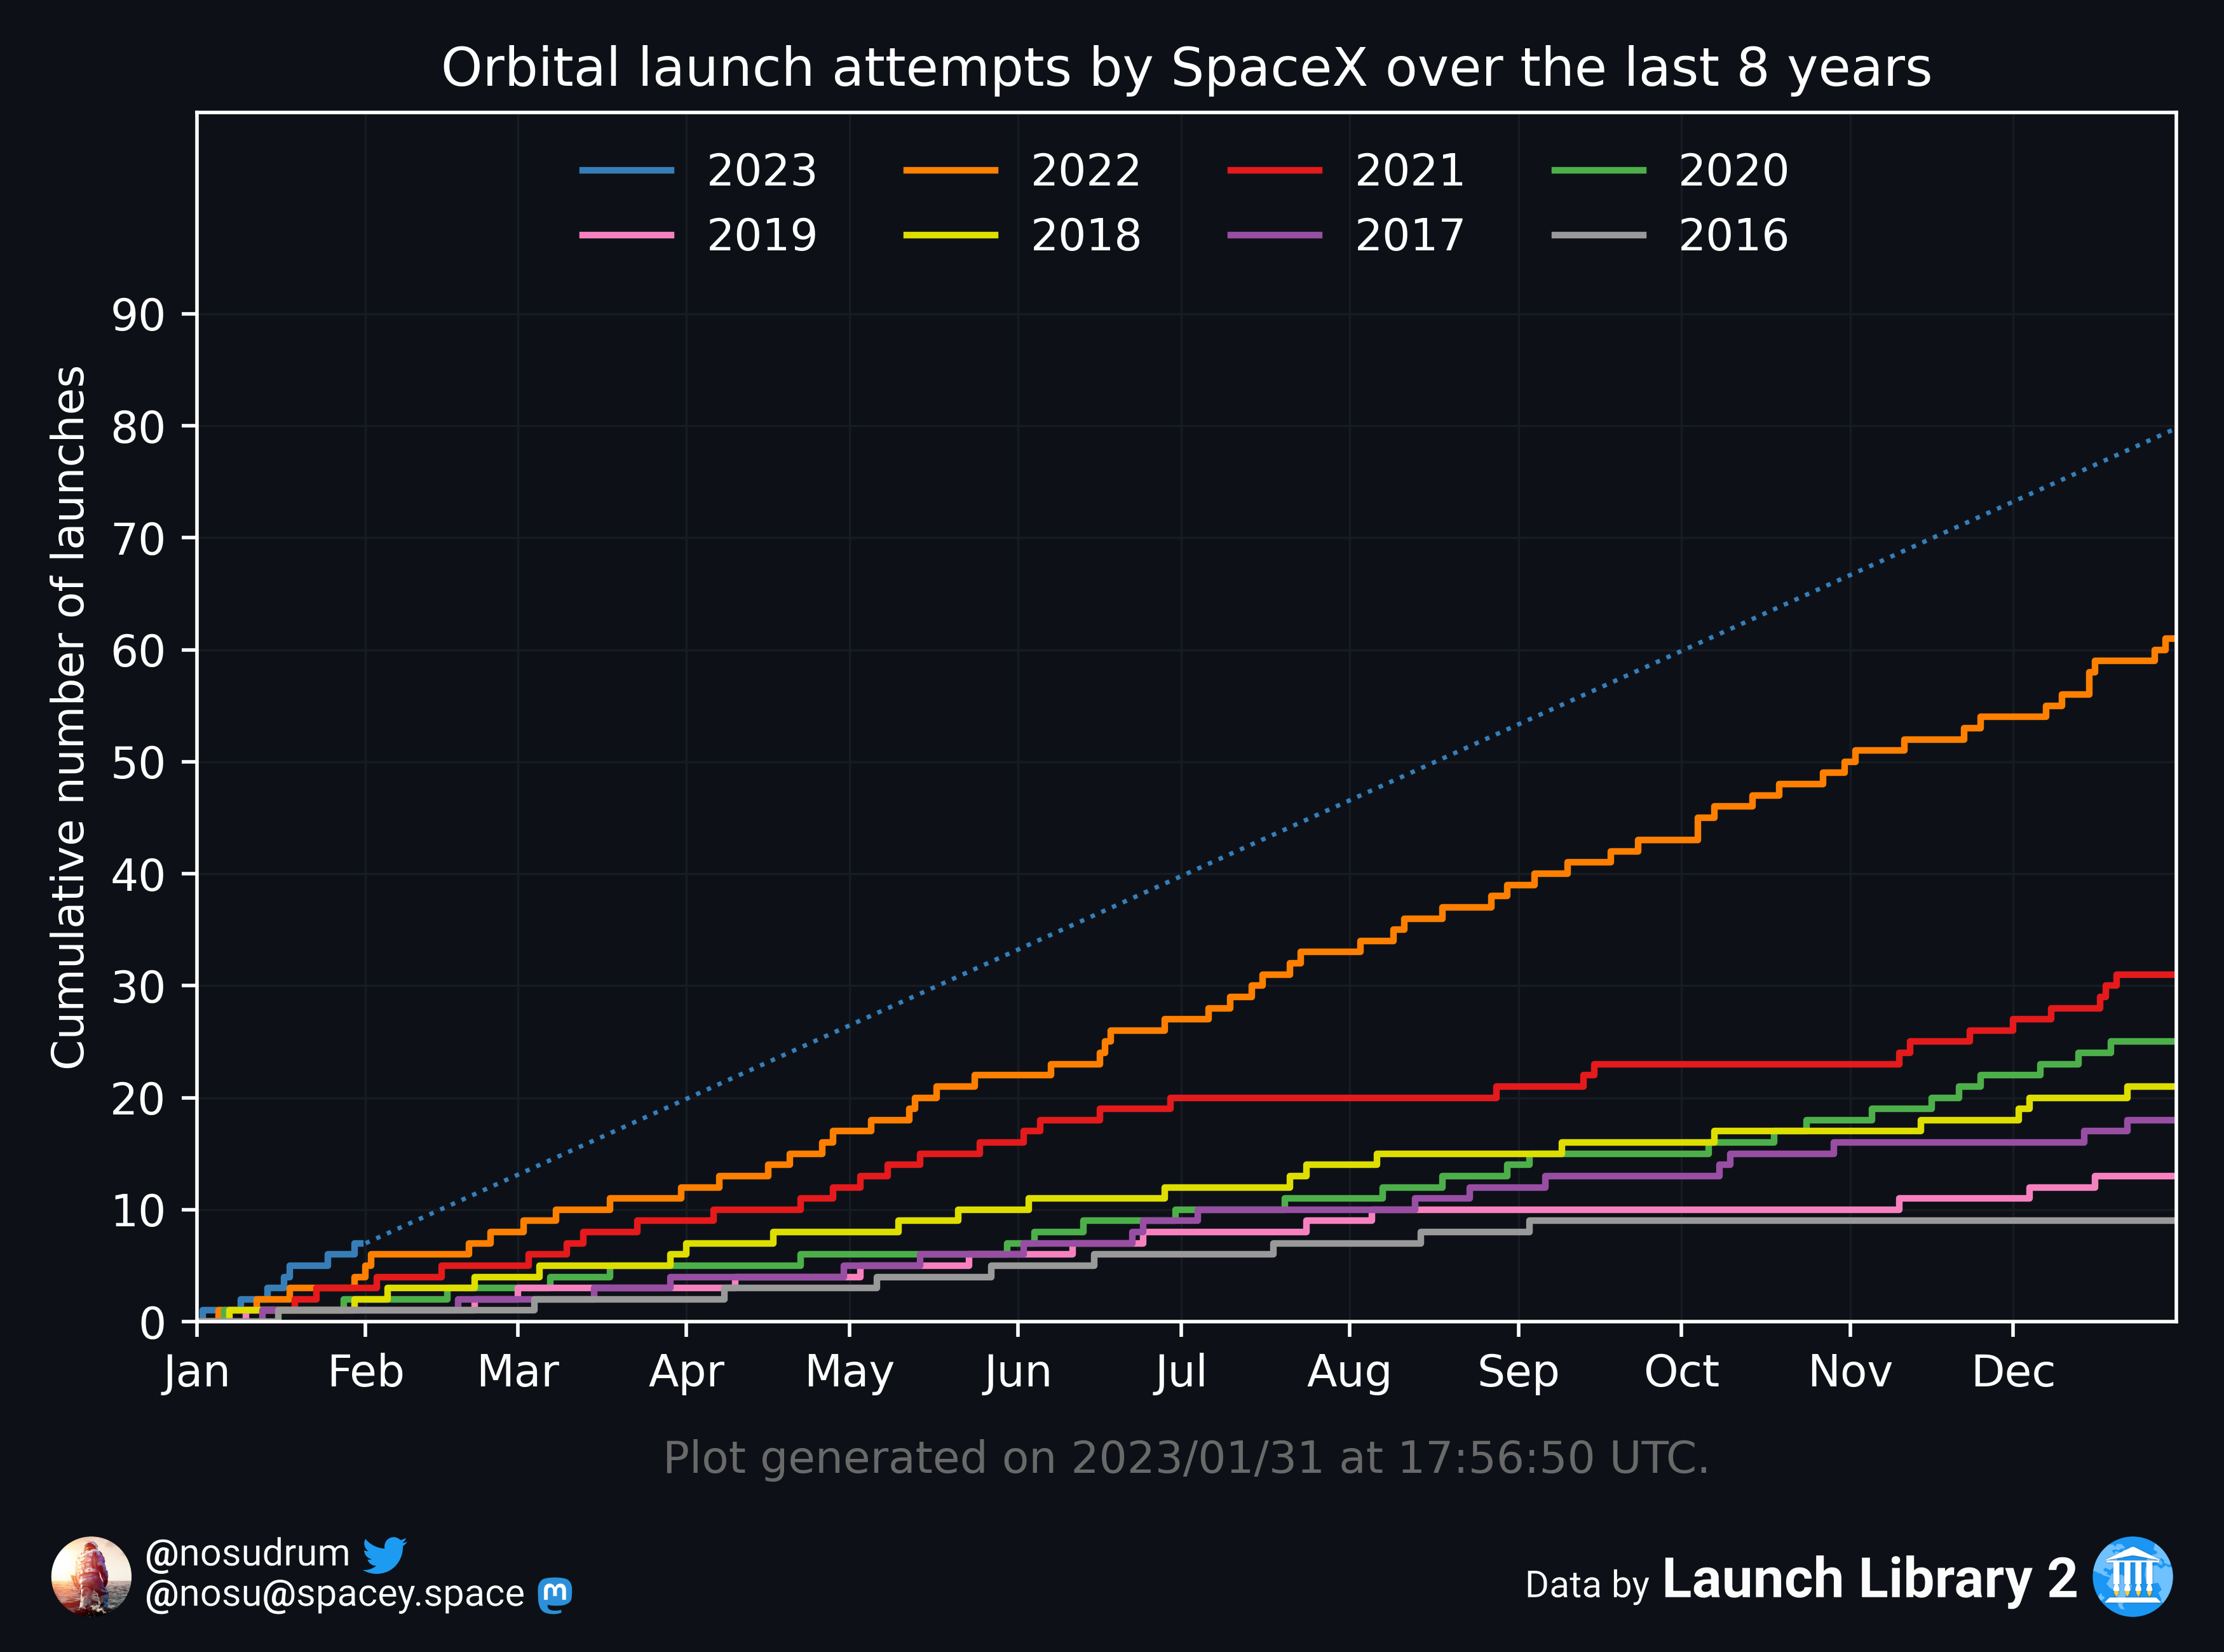 Orbital launch attempts by SpaceX over the last 8 years
2023 2022 2021 2020
2019 2018 2017 2016
Cumulative number of launches
90
80
70
60
50
40
30
20
10
0
Jan Feb Mar Apr May Jun Jul Aug Sep Oct Nov Dec
Plot generated on 2023/01/31 at 17:56:50 UTC.
@nosudrum
@nosu@spacey.space
Data by Launch Library 2